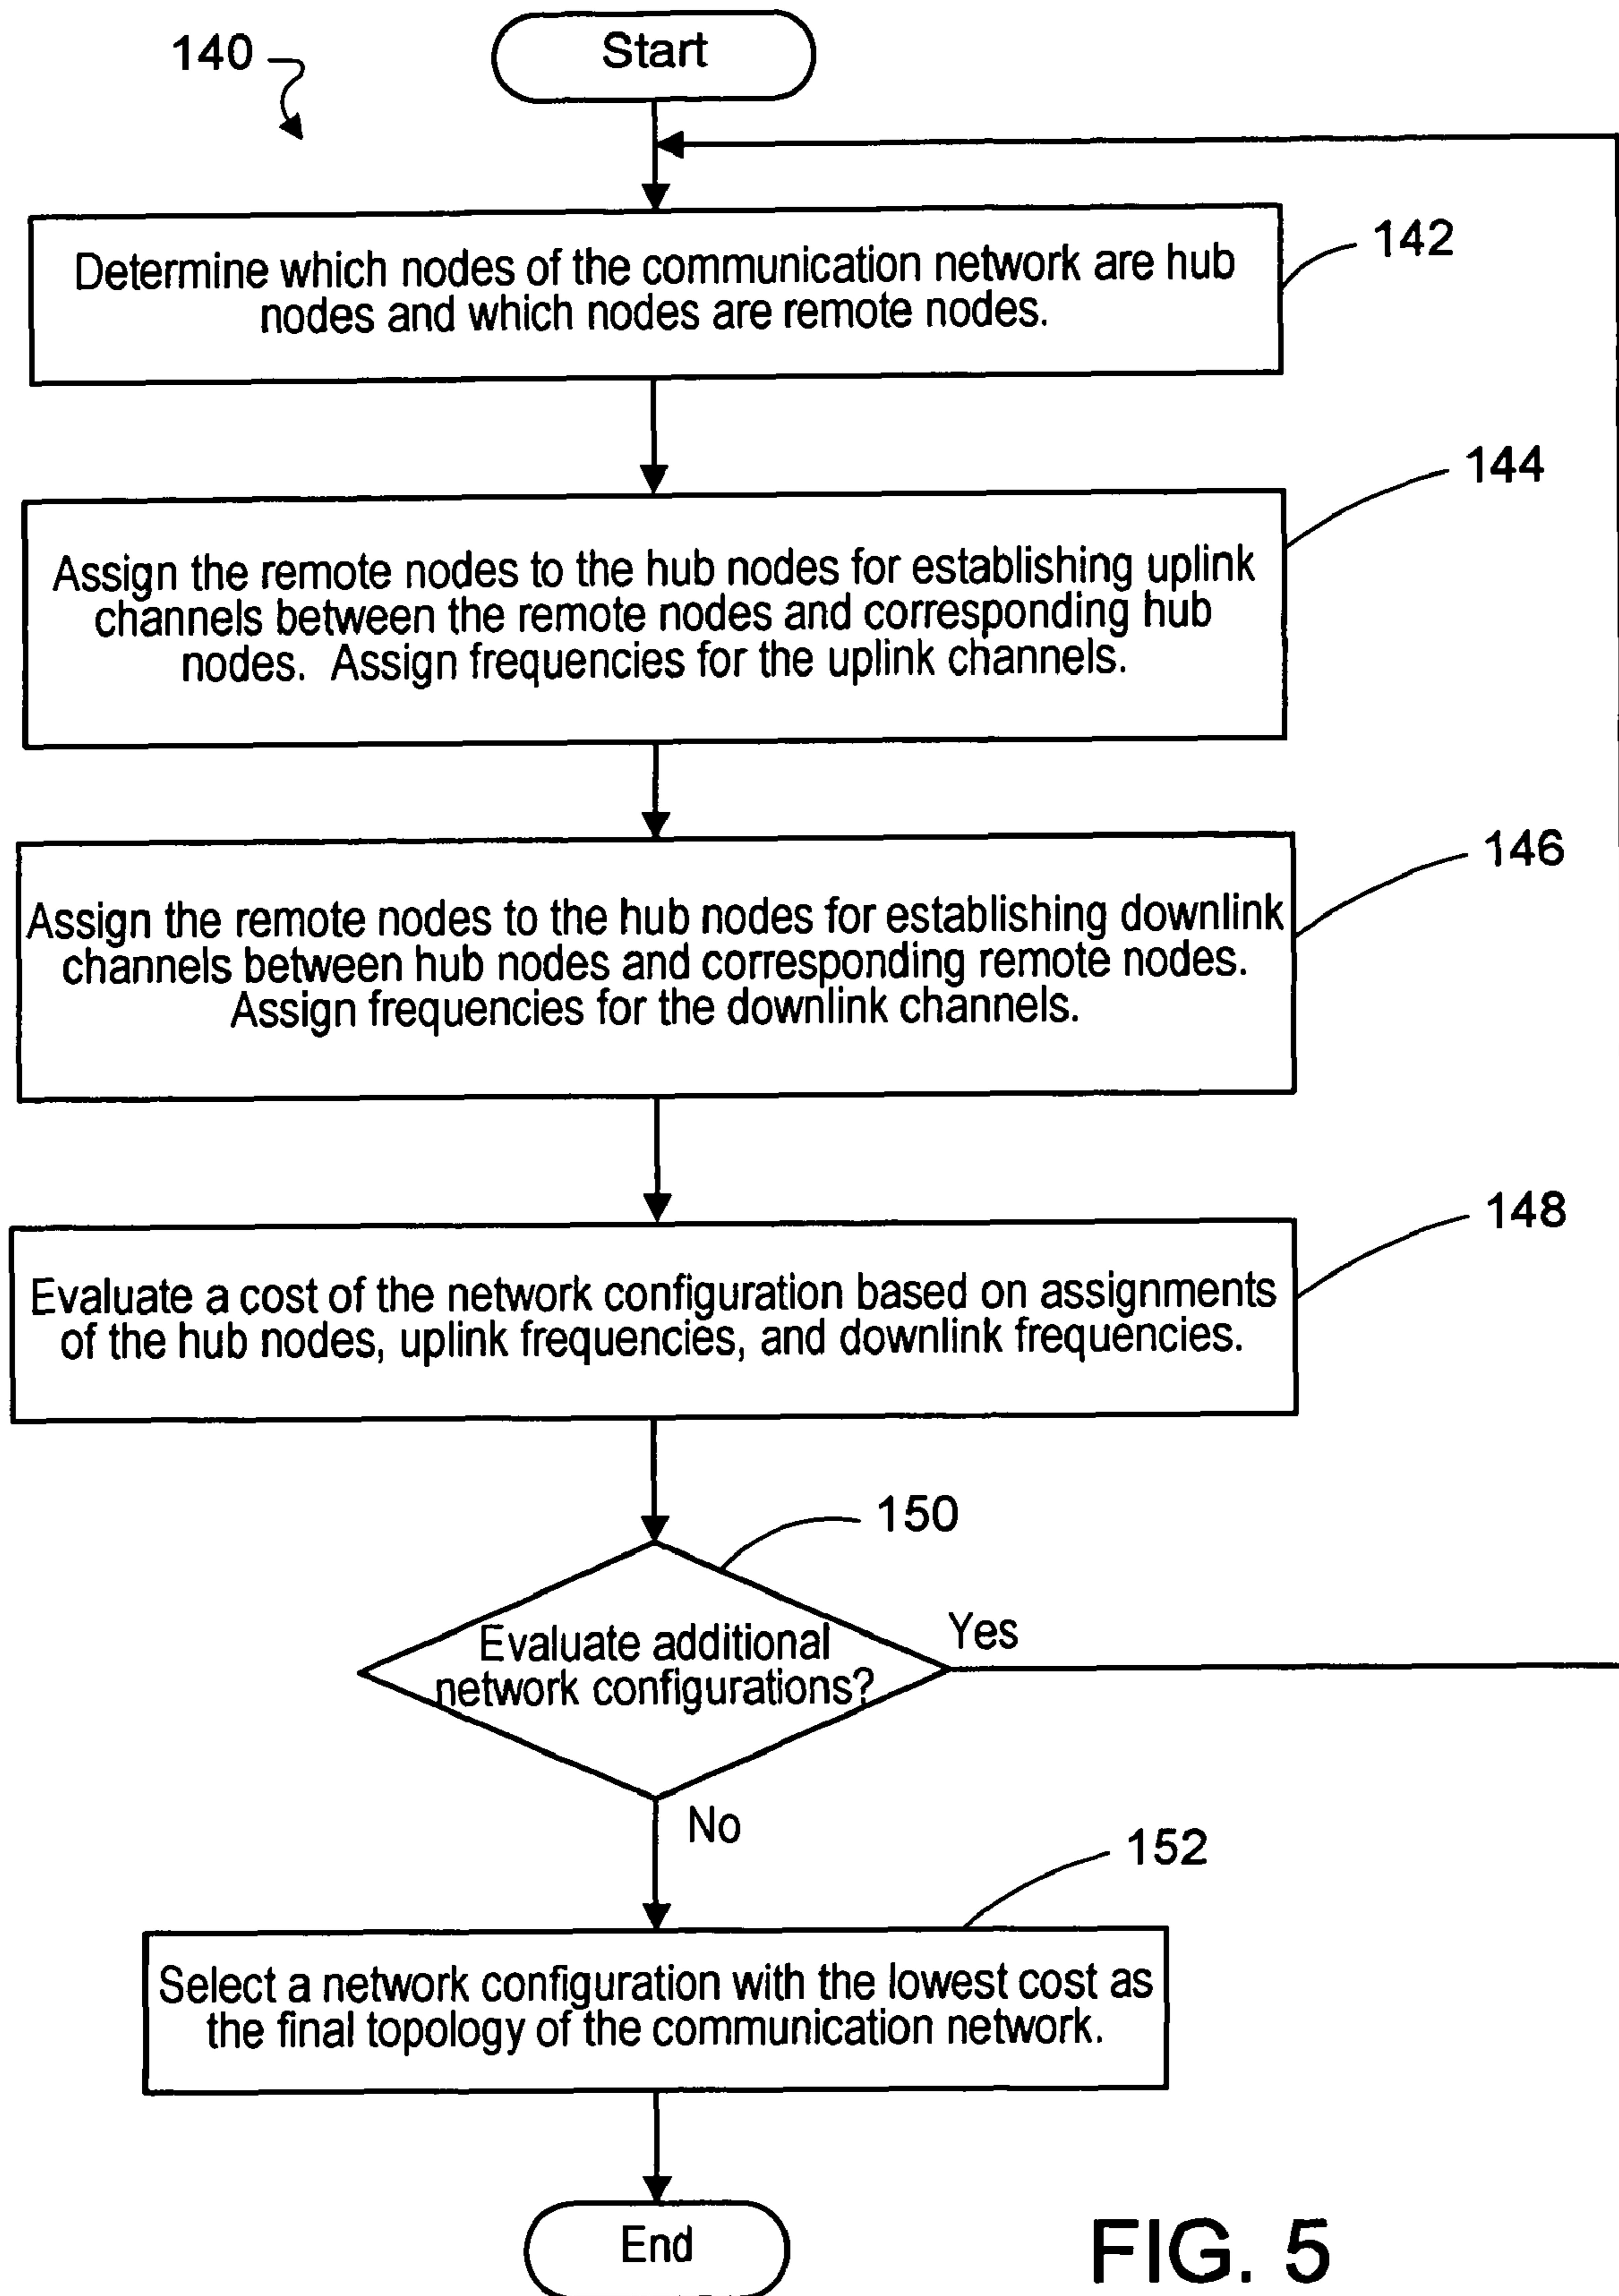 140
Start
Determine which nodes of the communication network are hub
nodes and which nodes are remote nodes.
142
Assign the remote nodes to the hub nodes for establishing uplink
channels between the remote nodes and corresponding hub
nodes. Assign frequencies for the uplink channels.
144
Assign the remote nodes to the hub nodes for establishing downlink
channels between hub nodes and corresponding remote nodes.
Assign frequencies for the downlink channels.
146
Evaluate a cost of the network configuration based on assignments
of the hub nodes, uplink frequencies, and downlink frequencies.
148
150
Evaluate additional
network configurations?
Yes
No
152
Select a network configuration with the lowest cost as
the final topology of the communication network.
End
FIG. 5